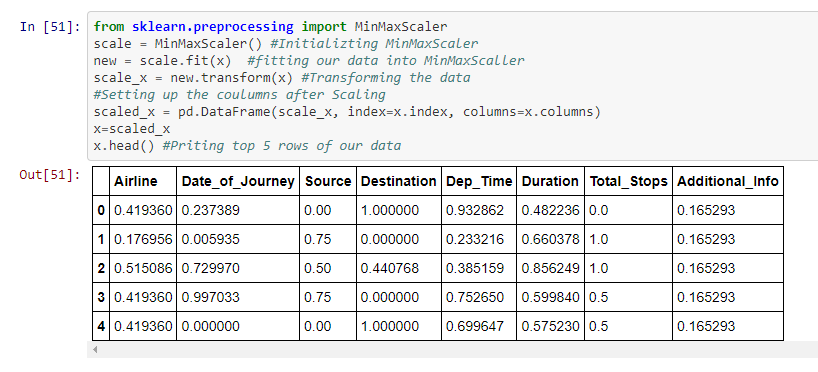 In [51]: from sklearn.preprocessing import MinMaxScaler
scale = MinMaxScaler() #Initializting MinMaxScaler
new = scale.fit(x)  #fitting our data into MinMaxScaller
scale_x = new.transform(x) #Transforming the data
#Setting up the coulumns after Scaling
scaled_x = pd.DataFrame(scale_x, index=x.index, columns=x.columns)
x=scaled_x
x.head() #Priting top 5 rows of our data
Out[51]:
Airline Date_of_Journey Source Destination Dep_Time Duration Total_Stops Additional_Info
0 0.419360 0.237389 0.00 1.000000 0.932862 0.482236 0.0 0.165293
1 0.176956 0.005935 0.75 0.000000 0.233216 0.660378 1.0 0.165293
2 0.515086 0.729970 0.50 0.440768 0.385159 0.856249 1.0 0.165293
3 0.419360 0.997033 0.75 0.000000 0.752650 0.599840 0.5 0.165293
4 0.419360 0.000000 0.00 1.000000 0.699647 0.575230 0.5 0.165293